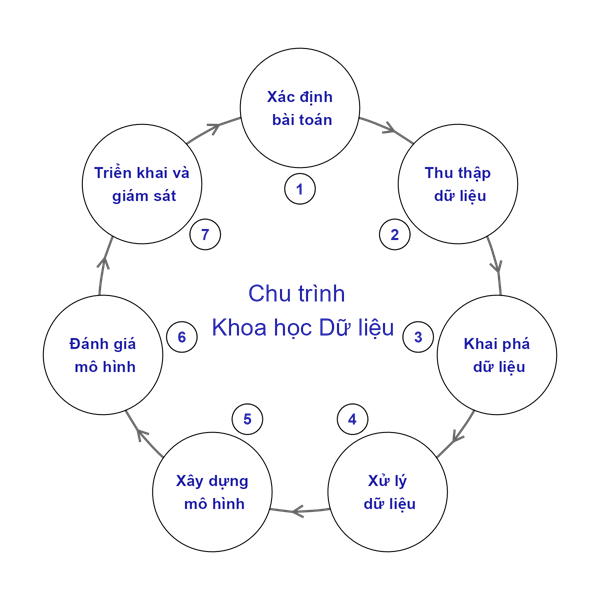 Xác định
bài toán
1
Thu thập
dữ liệu
2
Khai phá
dữ liệu
3
Xử lý
dữ liệu
4
Xây dựng
mô hình
5
Đánh giá
mô hình
6
Triển khai và
giám sát
7
Chu trình
Khoa học Dữ liệu